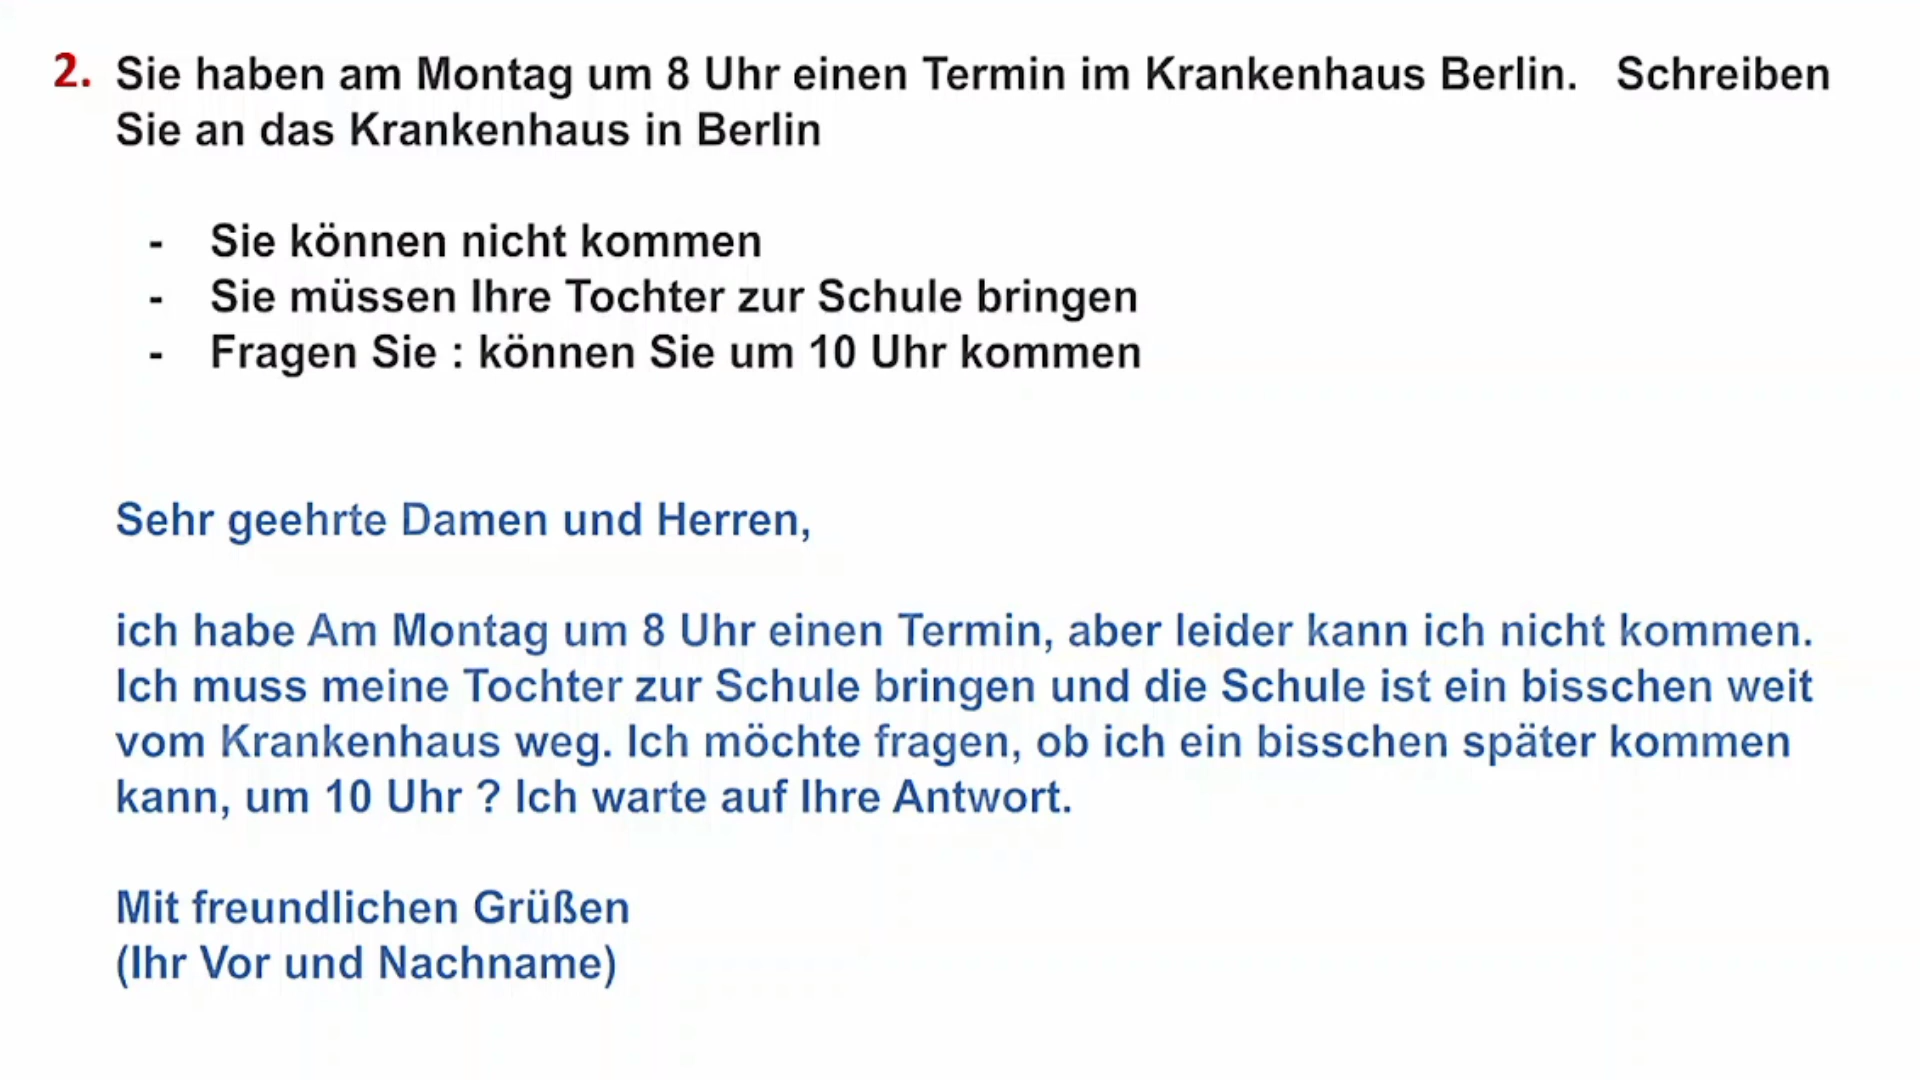 2. Sie haben am Montag um 8 Uhr einen Termin im Krankenhaus Berlin. Schreiben
Sie an das Krankenhaus in Berlin
- Sie können nicht kommen
- Sie müssen Ihre Tochter zur Schule bringen
- Fragen Sie : können Sie um 10 Uhr kommen
Sehr geehrte Damen und Herren,
ich habe Am Montag um 8 Uhr einen Termin, aber leider kann ich nicht kommen.
Ich muss meine Tochter zur Schule bringen und die Schule ist ein bisschen weit
vom Krankenhaus weg. Ich möchte fragen, ob ich ein bisschen später kommen
kann, um 10 Uhr ? Ich warte auf Ihre Antwort.
Mit freundlichen Grüßen
(Ihr Vor und Nachname)